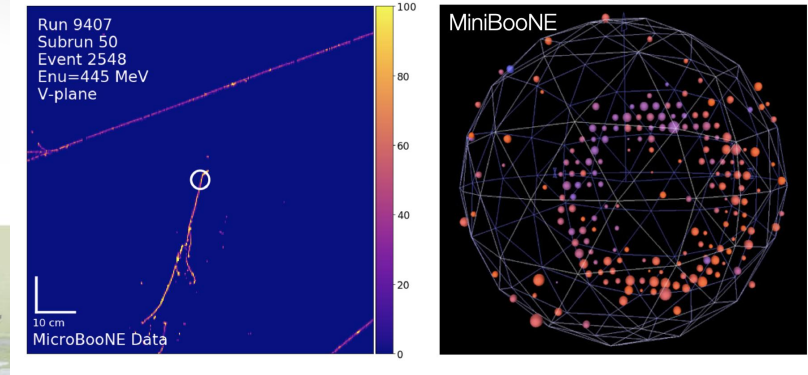 Run 9407
Subrun 50
Event 2548
Enu=445 MeV
V-plane
10 cm
MicroBooNE Data
100
80
60
40
20
0
MiniBooNE